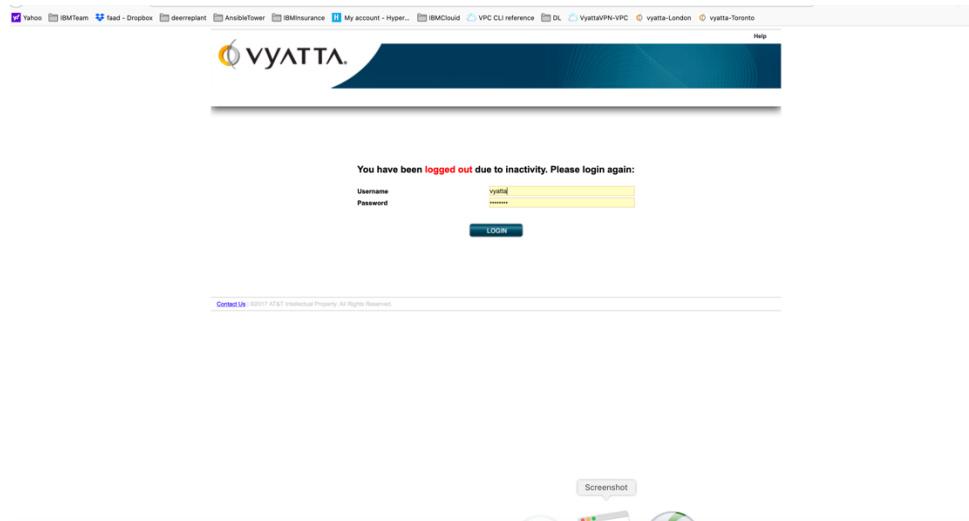 Yahoo IBMTeam 1aad - Dropbox deerreplant AnsibleTower IBMInsurance My account - Hyper... IBMClouid VPC CLI reference DL VyattaVPN-VPC vyatta-London vyatta-Toronto
Help
VYATTA.
You have been logged out due to inactivity. Please login again:
Username vyatta
Password ••••••••
LOGIN
Contact Us | ©2017 AT&T Intellectual Property. All Rights Reserved.
Screenshot